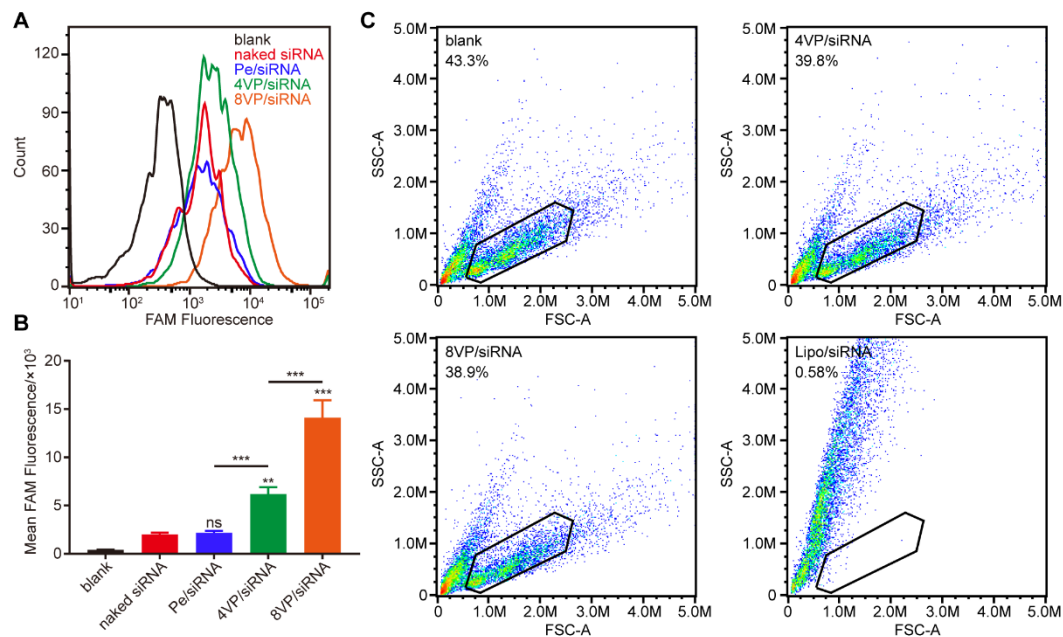 A
blank
naked siRNA
Pe/siRNA
4VP/siRNA
8VP/siRNA
120
90
60
30
0
Count
10¹
10²
10³
10⁴
10⁵
FAM Fluorescence
B
Mean FAM Fluorescence/×10³
20
15
10
5
0
ns
***
**
***
***
blank
naked siRNA
Pe/siRNA
4VP/siRNA
8VP/siRNA
C
blank
43.3%
5.0M
4.0M
3.0M
2.0M
1.0M
0
SSC-A
0 1.0M 2.0M 3.0M 4.0M 5.0M
FSC-A
4VP/siRNA
39.8%
5.0M
4.0M
3.0M
2.0M
1.0M
0
SSC-A
0 1.0M 2.0M 3.0M 4.0M 5.0M
FSC-A
8VP/siRNA
38.9%
5.0M
4.0M
3.0M
2.0M
1.0M
0
SSC-A
0 1.0M 2.0M 3.0M 4.0M 5.0M
FSC-A
Lipo/siRNA
0.58%
5.0M
4.0M
3.0M
2.0M
1.0M
0
SSC-A
0 1.0M 2.0M 3.0M 4.0M 5.0M
FSC-A